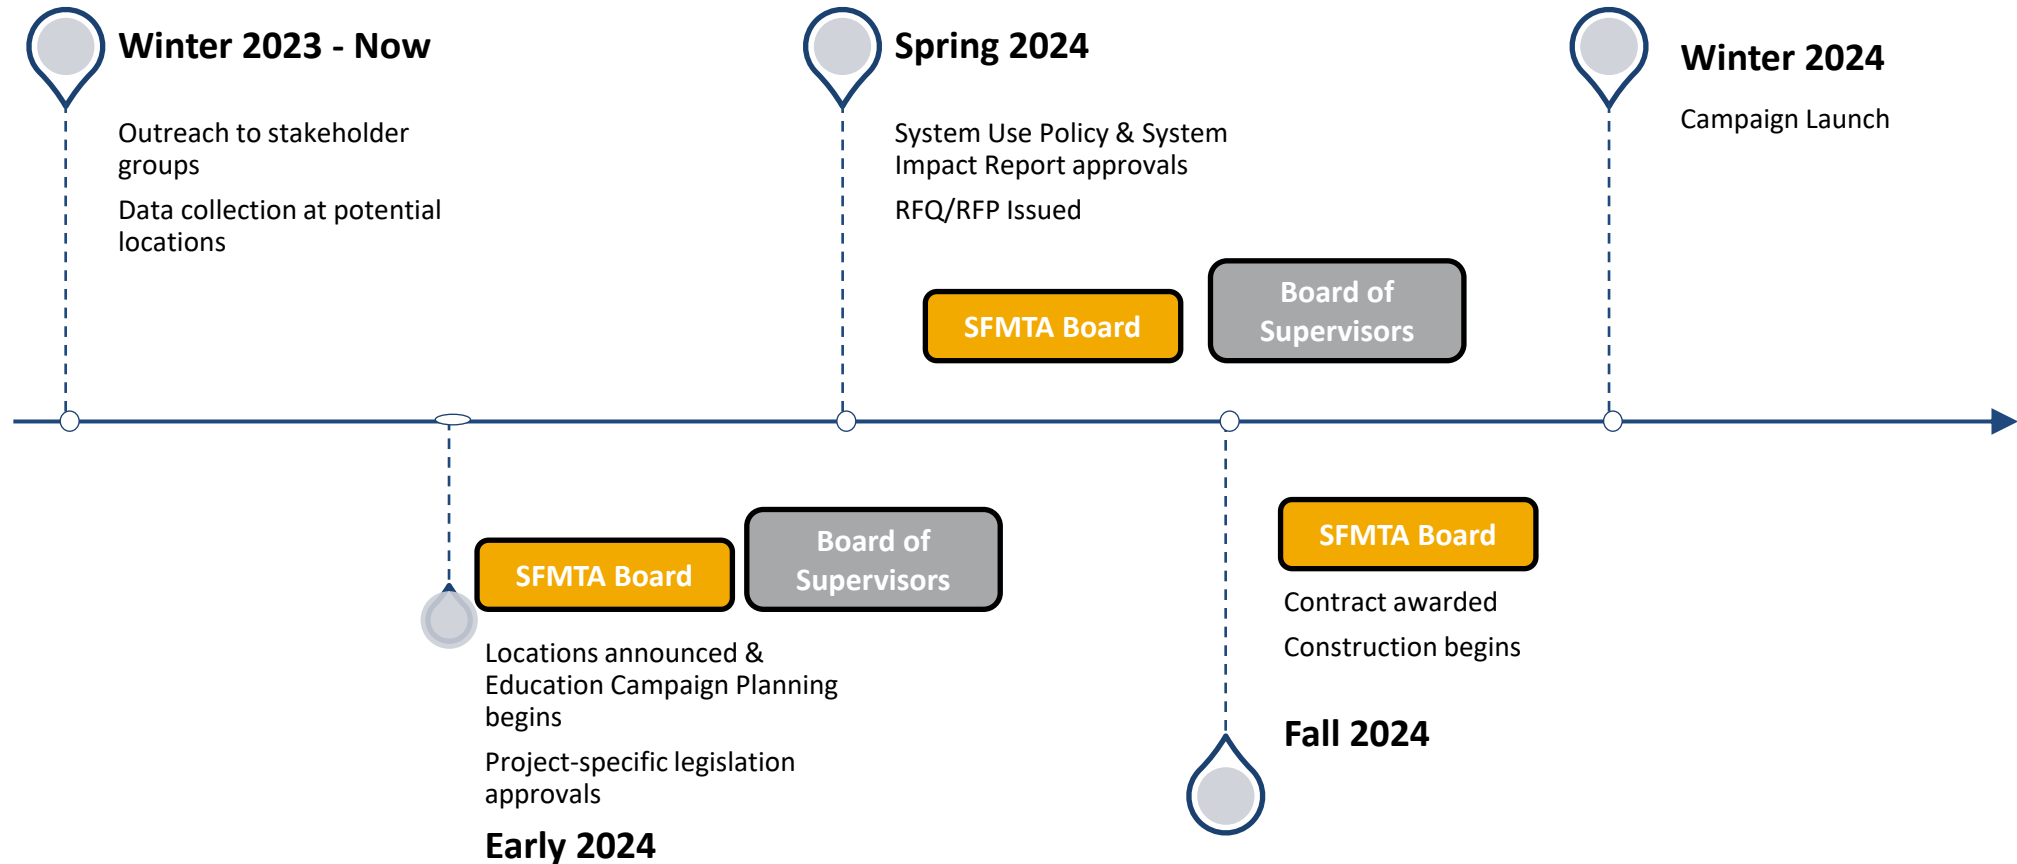 Winter 2023 - Now
Outreach to stakeholder
groups
Data collection at potential
locations
SFMTA Board
Board of
Supervisors
Locations announced &
Education Campaign Planning
begins
Project-specific legislation
approvals
Early 2024
Spring 2024
System Use Policy & System
Impact Report approvals
RFQ/RFP Issued
SFMTA Board
Board of
Supervisors
SFMTA Board
Contract awarded
Construction begins
Fall 2024
Winter 2024
Campaign Launch